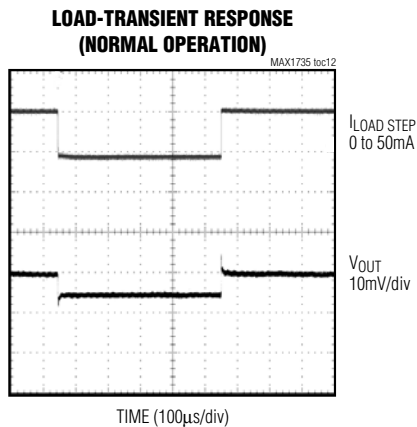 LOAD-TRANSIENT RESPONSE
(NORMAL OPERATION)
MAX1735 toc12
ILOAD STEP
0 to 50mA
VOUT
10mV/div
TIME (100µs/div)